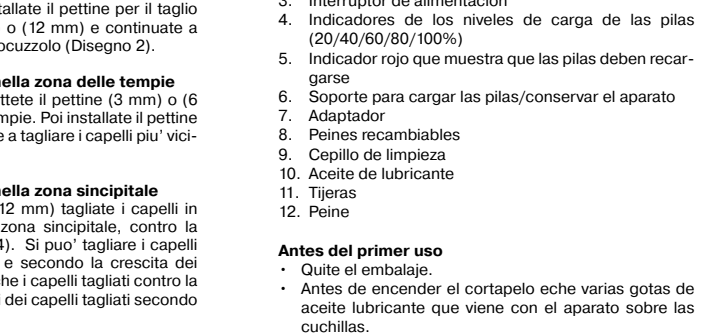 tallate il pettine per il taglio
) o (12 mm) e continuate a
ocuzzolo (Disegno 2).
nella zona delle tempie
ttete il pettine (3 mm) o (6
mpie. Poi installate il pettine
e a tagliare i capelli piu' vici-
nella zona sincipitale
12 mm) tagliate i capelli in
zona sincipitale, contro la
4). Si puo' tagliare i capelli
e secondo la crescita dei
he i capelli tagliati contro la
i dei capelli tagliati secondo
3. Interruptor de alimentación
4. Indicadores de los niveles de carga de las pilas
(20/40/60/80/100%)
5. Indicador rojo que muestra que las pilas deben recar-
garse
6. Soporte para cargar las pilas/conservar el aparato
7. Adaptador
8. Peines recambiables
9. Cepillo de limpieza
10. Aceite de lubricante
11. Tijeras
12. Peine
Antes del primer uso
• Quite el embalaje.
• Antes de encender el cortapelo eche varias gotas de
aceite lubricante que viene con el aparato sobre las
cuchillas.